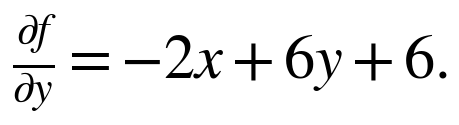 ∂f/∂y = −2x + 6y + 6.